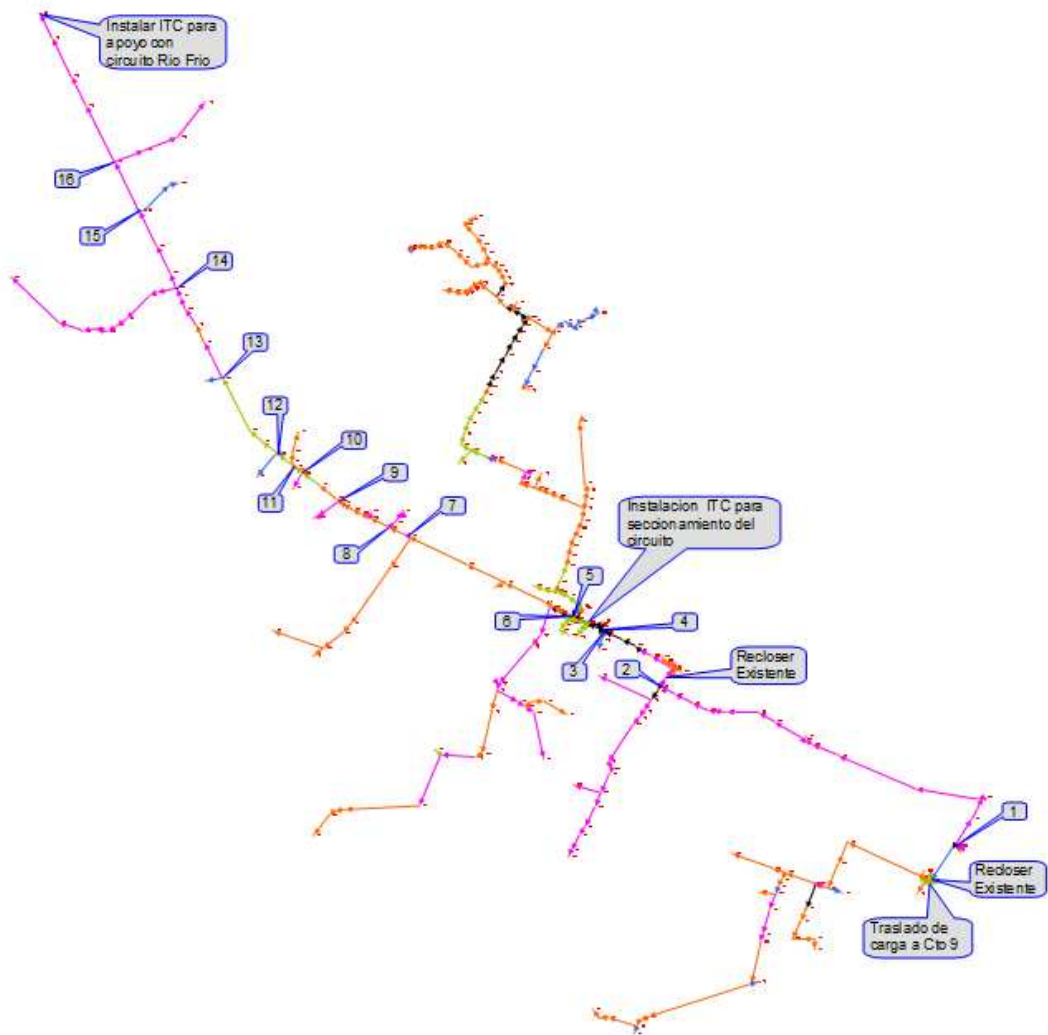 Instalar ITC para
apoyo con
circuito Rio Frio
16
15
14
13
12
10
11
9
7
8
Instalacion ITC para
seccionamiento del
circuito
5
6
4
3
2
Recloser
Existente
1
Recloser
Existente
Traslado de
carga a Cto 9